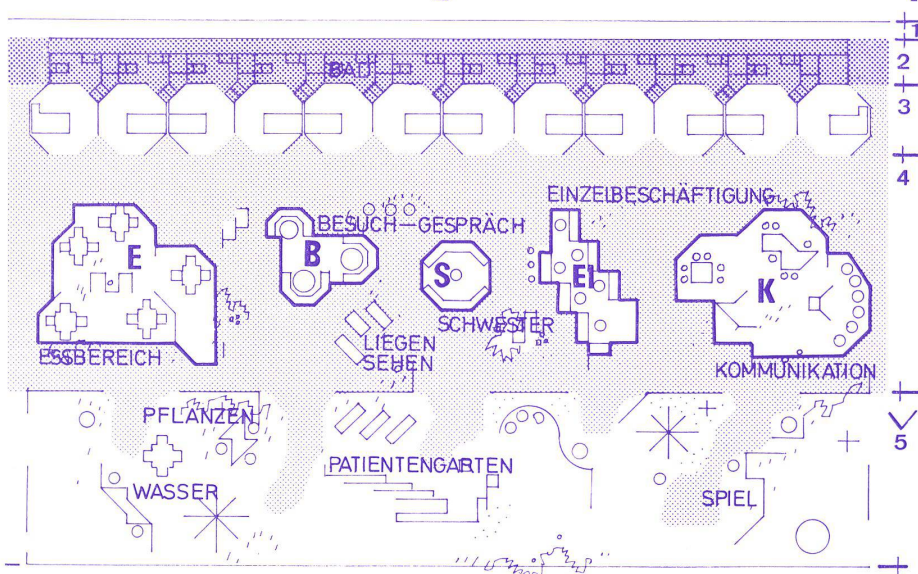 1
2
BAD
3
4
EINZELBESCHÄFTIGUNG
BESUCH-GESPRÄCH
E
B
S
EI
K
SCHWESTER
LIEGEN
SEHEN
ESSBEREICH
KOMMUNIKATION
PFLANZEN
5
PATIENTENGARTEN
WASSER
SPIEL